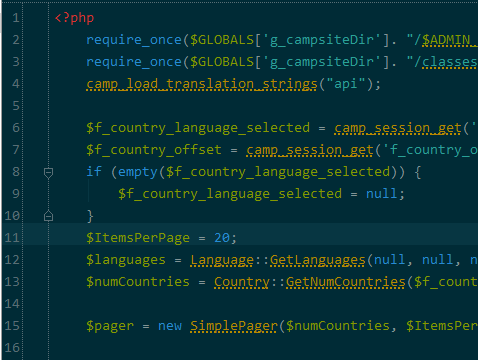 1 <?php
2 require_once($GLOBALS['g_campsiteDir']. "/$ADMIN_
3 require_once($GLOBALS['g_campsiteDir']. "/classes
4 camp_load_translation_strings("api");
5
6 $f_country_language_selected = camp_session_get('
7 $f_country_offset = camp_session_get('f_country_o
8 if (empty($f_country_language_selected)) {
9 $f_country_language_selected = null;
10 }
11 $ItemsPerPage = 20;
12 $languages = Language::GetLanguages(null, null, n
13 $numCountries = Country::GetNumCountries($f_count
14
15 $pager = new SimplePager($numCountries, $ItemsPer
16